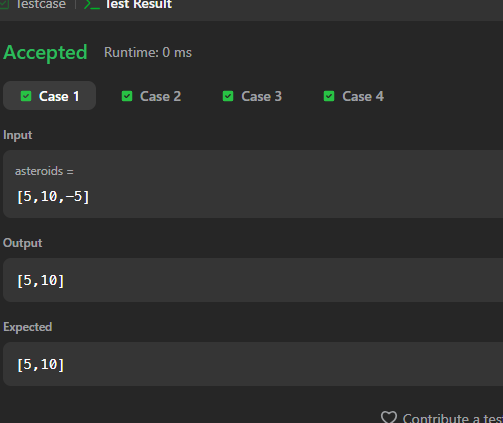 Testcase >_ Test Result
Accepted Runtime: 0 ms
Case 1 Case 2 Case 3 Case 4
Input
asteroids =
[5,10,-5]
Output
[5,10]
Expected
[5,10]
Contribute a